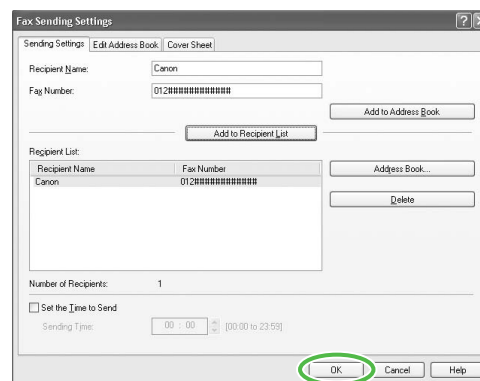 Fax Sending Settings
Sending Settings Edit Address Book Cover Sheet
Recipient Name: Canon
Fax Number: 012############
Add to Address Book
Add to Recipient List
Recipient List:
Recipient Name Fax Number
Canon 012############
Address Book...
Delete
Number of Recipients: 1
Set the Time to Send
Sending Time: 00 : 00 [00:00 to 23:59]
OK Cancel Help